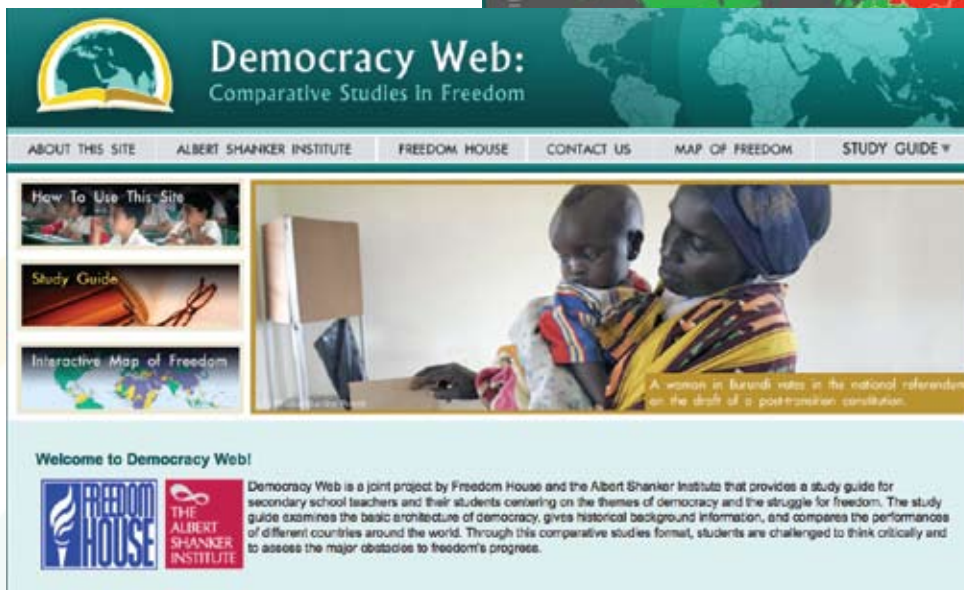 Democracy Web:
Comparative Studies in Freedom
ABOUT THIS SITE ALBERT SHANKER INSTITUTE FREEDOM HOUSE CONTACT US MAP OF FREEDOM STUDY GUIDE
How To Use This Site
Study Guide
Interactive Map of Freedom
A woman in Burundi votes in the national referendum
on the draft of a post-transition constitution.
Welcome to Democracy Web!
FREEDOM
HOUSE
THE
ALBERT
SHANKER
INSTITUTE
Democracy Web is a joint project by Freedom House and the Albert Shanker Institute that provides a study guide for
secondary school teachers and their students centering on the themes of democracy and the struggle for freedom. The study
guide examines the basic architecture of democracy, gives historical background information, and compares the performances
of different countries around the world. Through this comparative studies format, students are challenged to think critically and
to assess the major obstacles to freedom's progress.